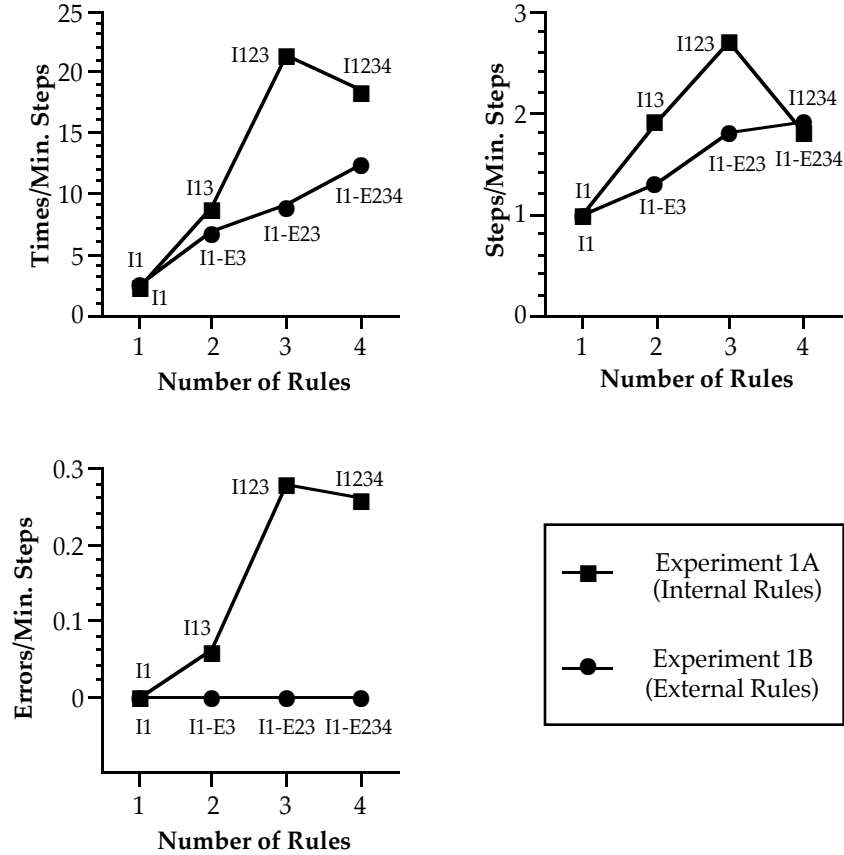 Times/Min. Steps
25
20
15
10
5
0
I123
I1234
I13
I1-E234
I1-E23
I1-E3
I1
I1
1 2 3 4
Number of Rules
Steps/Min. Steps
3
2
1
0
I123
I13
I1234
I1-E234
I1-E23
I1-E3
I1
I1
1 2 3 4
Number of Rules
Errors/Min. Steps
0.3
0.2
0.1
0
I123
I1234
I13
I1
I1 I1-E3 I1-E23 I1-E234
1 2 3 4
Number of Rules
Experiment 1A
(Internal Rules)
Experiment 1B
(External Rules)